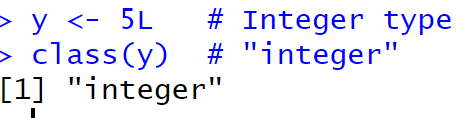 > y <- 5L   # Integer type
> class(y)  # "integer"
[1] "integer"